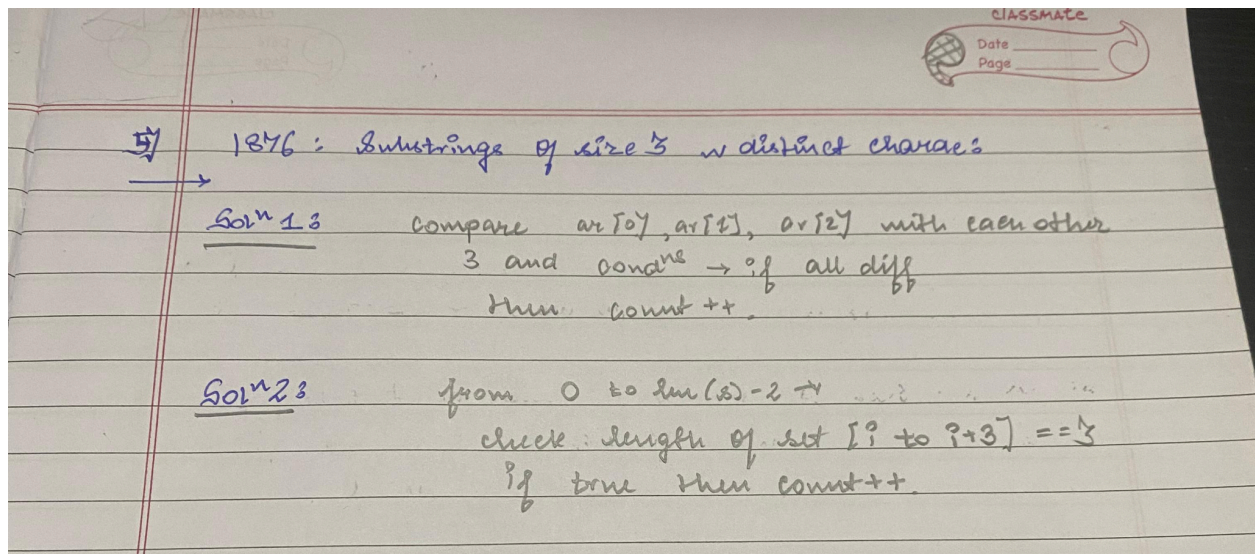 classmate
Date
Page
5] 1876: Substrings of size 3 w distinct charac:
Solⁿ 1: compare ar[0], ar[1], ar[2] with each other
3 and condⁿˢ → if all diff
then count ++.
Solⁿ 2: from 0 to len(s)-2 →
check length of set [i to i+3] ==3
if true then count++.